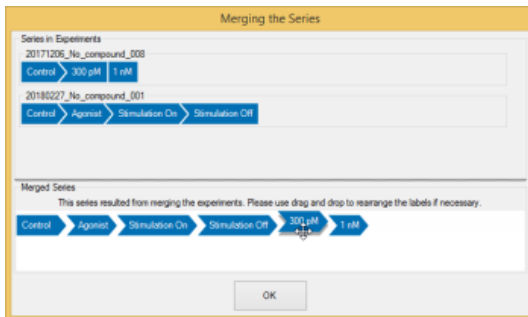 Merging the Series
Series in Experiments
20171206_No_compound_008
Control 300 pM 1 nM
20180227_No_compound_001
Control Agonist Stimulation On Stimulation Off
Merged Series
This series resulted from merging the experiments. Please use drag and drop to rearrange the labels if necessary.
Control Agonist Stimulation On Stimulation Off 300 pM 1 nM
OK